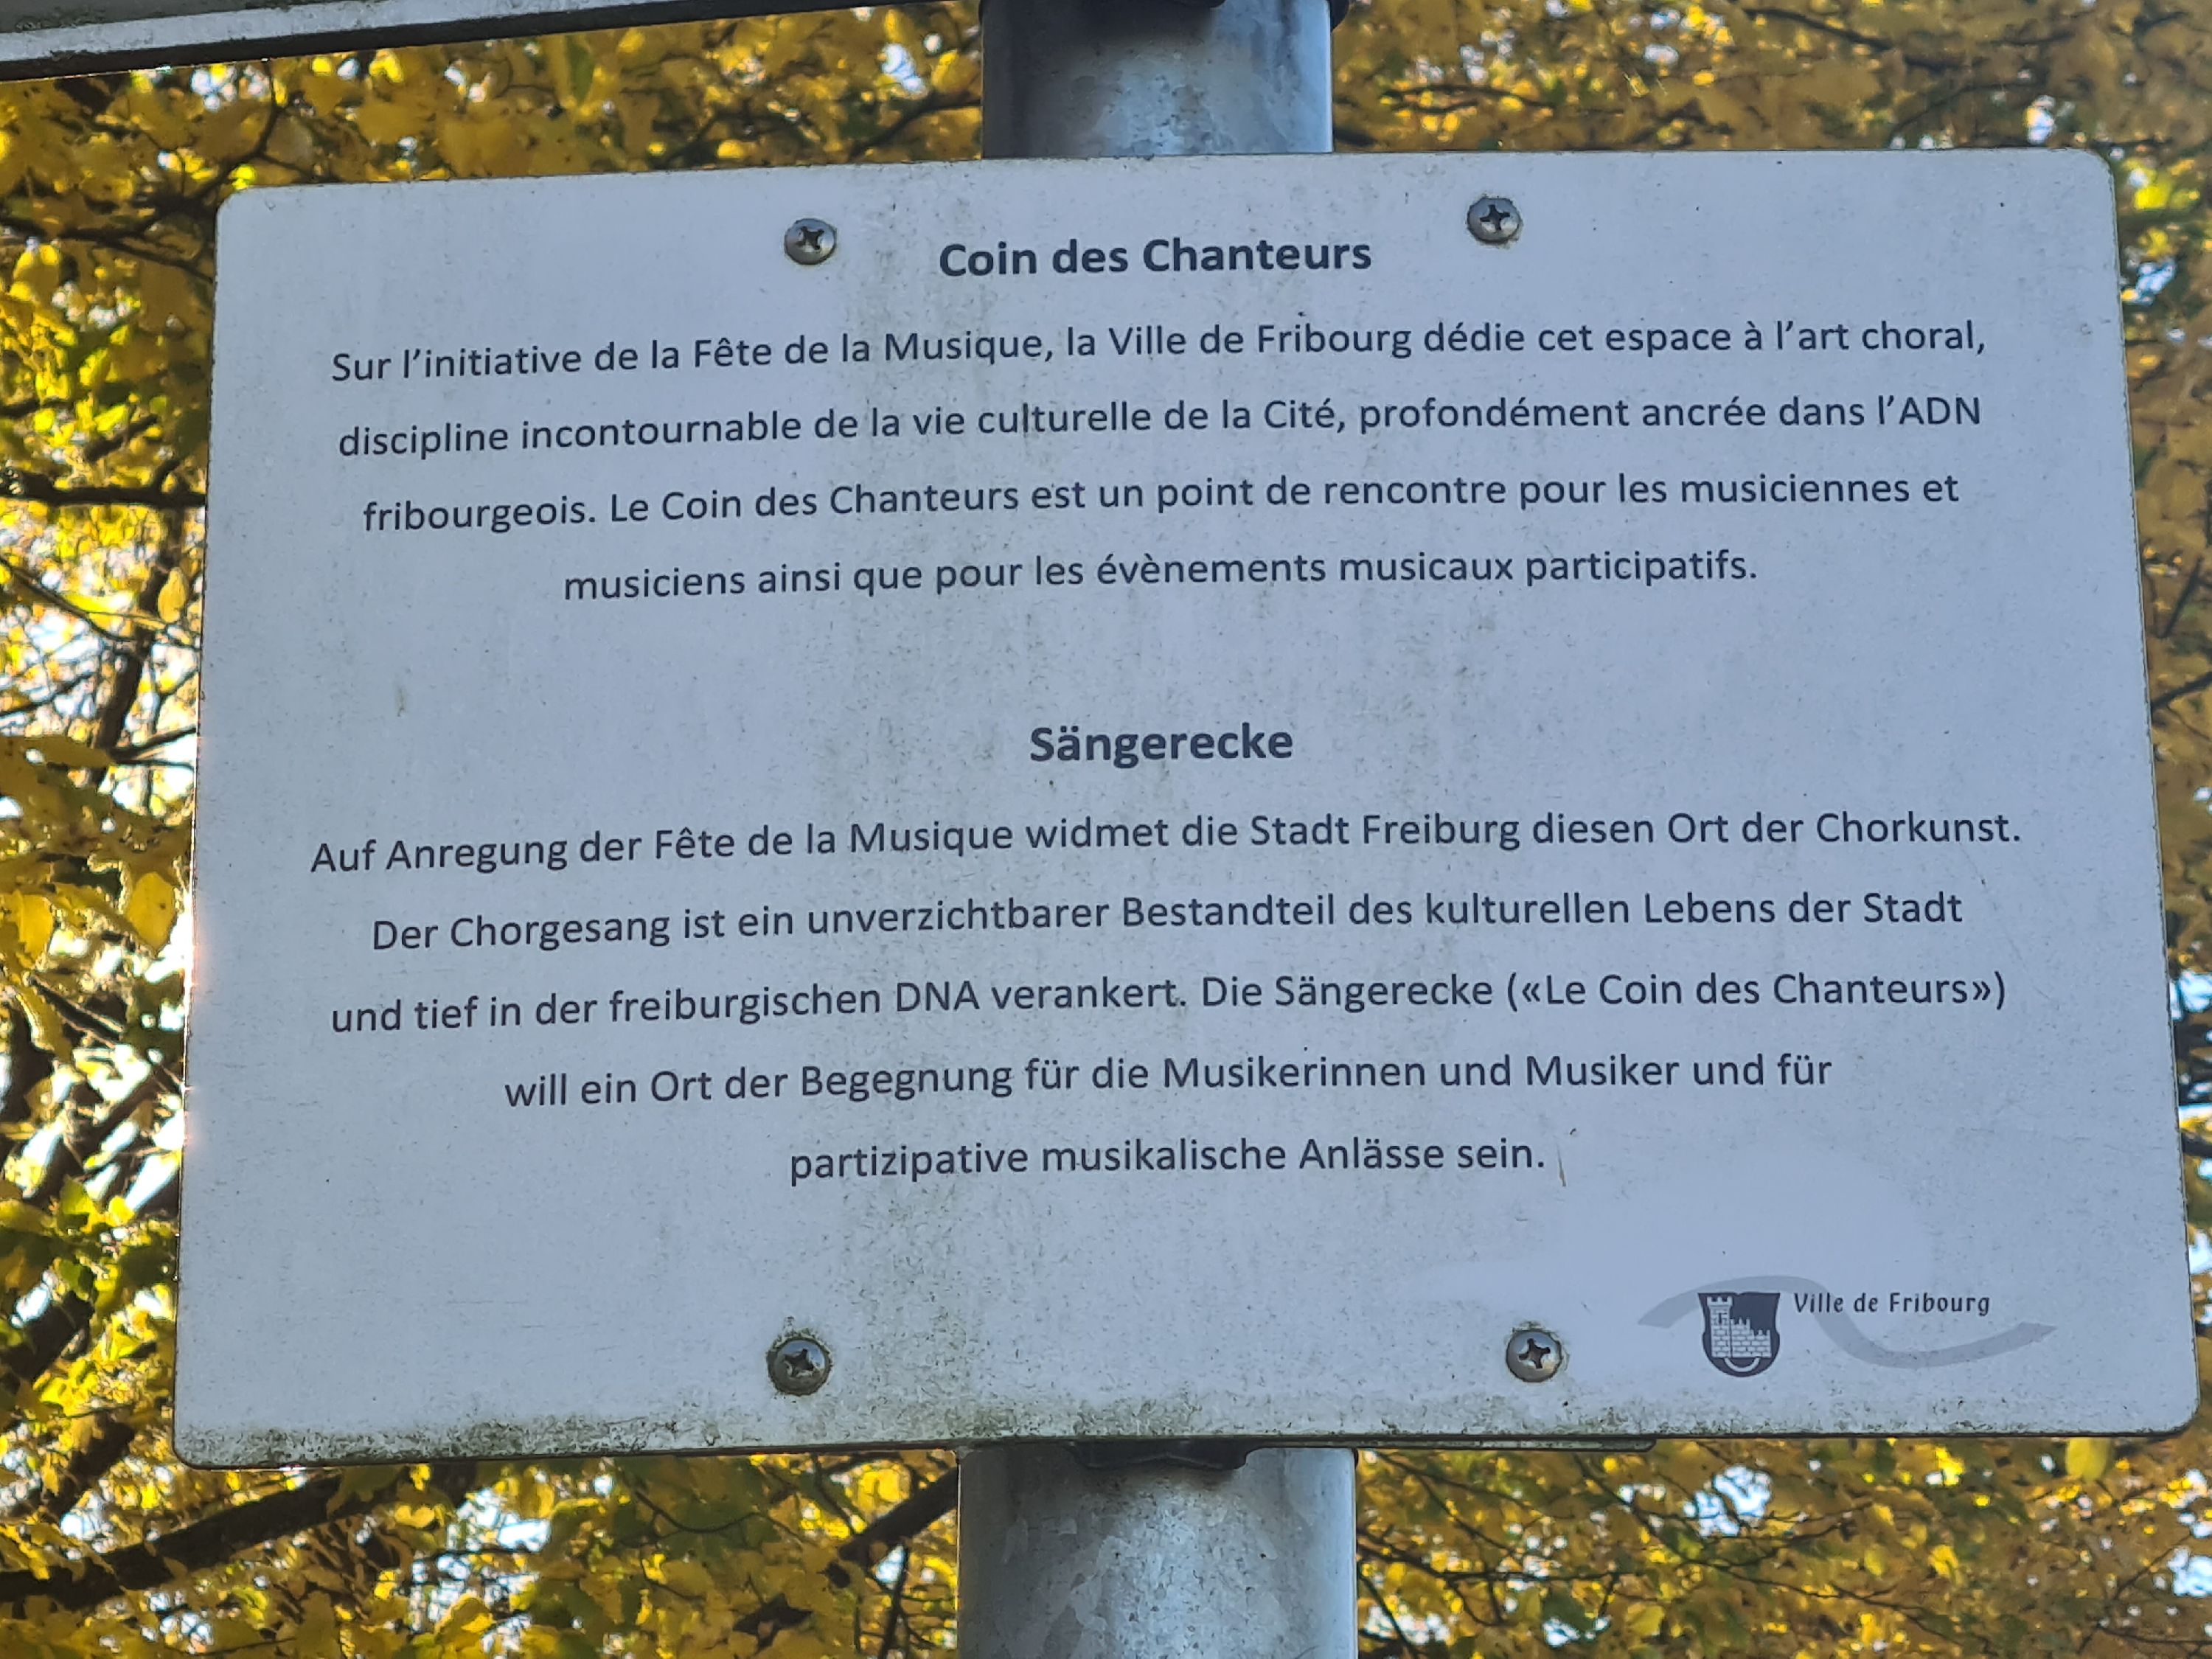 Coin des Chanteurs
Sur l’initiative de la Fête de la Musique, la Ville de Fribourg dédie cet espace à l’art choral,
discipline incontournable de la vie culturelle de la Cité, profondément ancrée dans l’ADN
fribourgeois. Le Coin des Chanteurs est un point de rencontre pour les musiciennes et
musiciens ainsi que pour les évènements musicaux participatifs.
Sängerecke
Auf Anregung der Fête de la Musique widmet die Stadt Freiburg diesen Ort der Chorkunst.
Der Chorgesang ist ein unverzichtbarer Bestandteil des kulturellen Lebens der Stadt
und tief in der freiburgischen DNA verankert. Die Sängerecke («Le Coin des Chanteurs»)
will ein Ort der Begegnung für die Musikerinnen und Musiker und für
partizipative musikalische Anlässe sein.
Ville de Fribourg